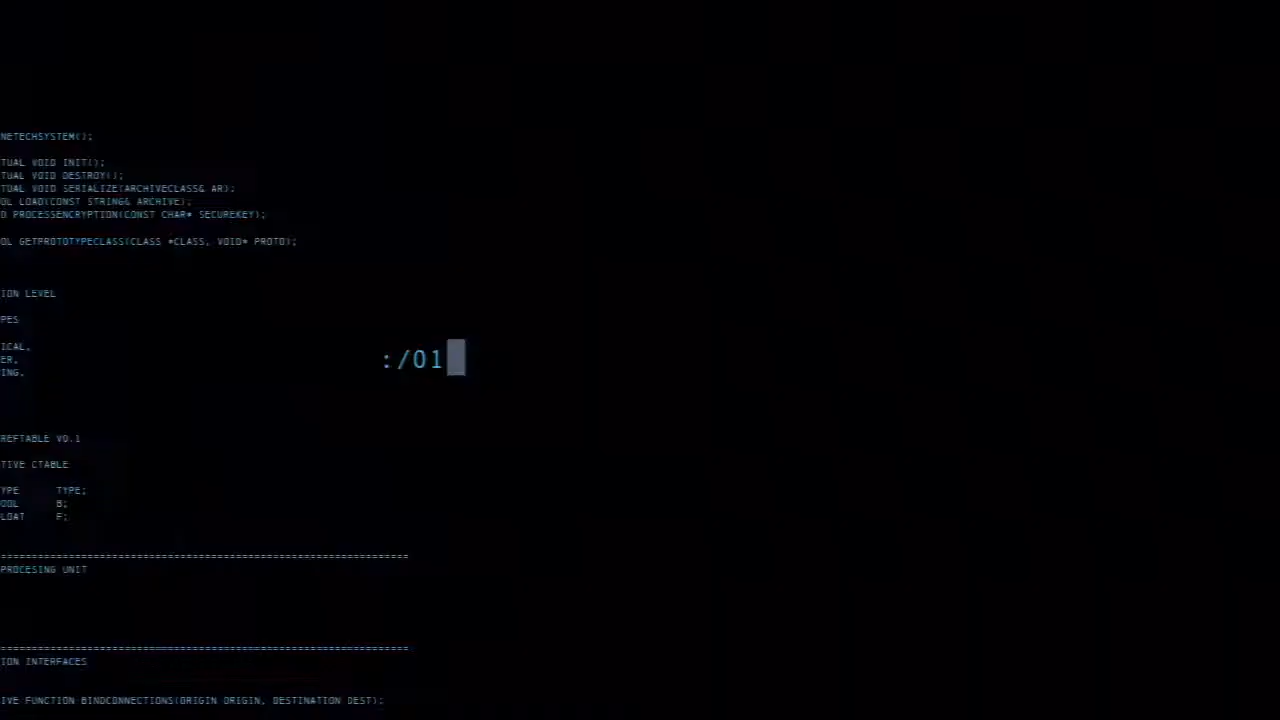 NETECHSYSTEM();
TUAL VOID INIT();
TUAL VOID DESTROY();
TUAL VOID SERIALIZE(ARCHIVECLASS& AR);
OL LOAD(CONST STRING& ARCHIVE);
D PROCESSENCRYPTION(CONST CHAR* SECUREKEY);
OL GETPROTOTYPECLASS(CLASS *CLASS, VOID* PROTO);
ION LEVEL
PES
ICAL,
:/01
ER,
ING,
REFTABLE V0.1
TIVE CTABLE
YPE TYPE;
OOL B;
LOAT F;
==================================================================
PROCESING UNIT
==================================================================
ION INTERFACES
IVE FUNCTION BINDCONNECTIONS(ORIGIN ORIGIN, DESTINATION DEST);